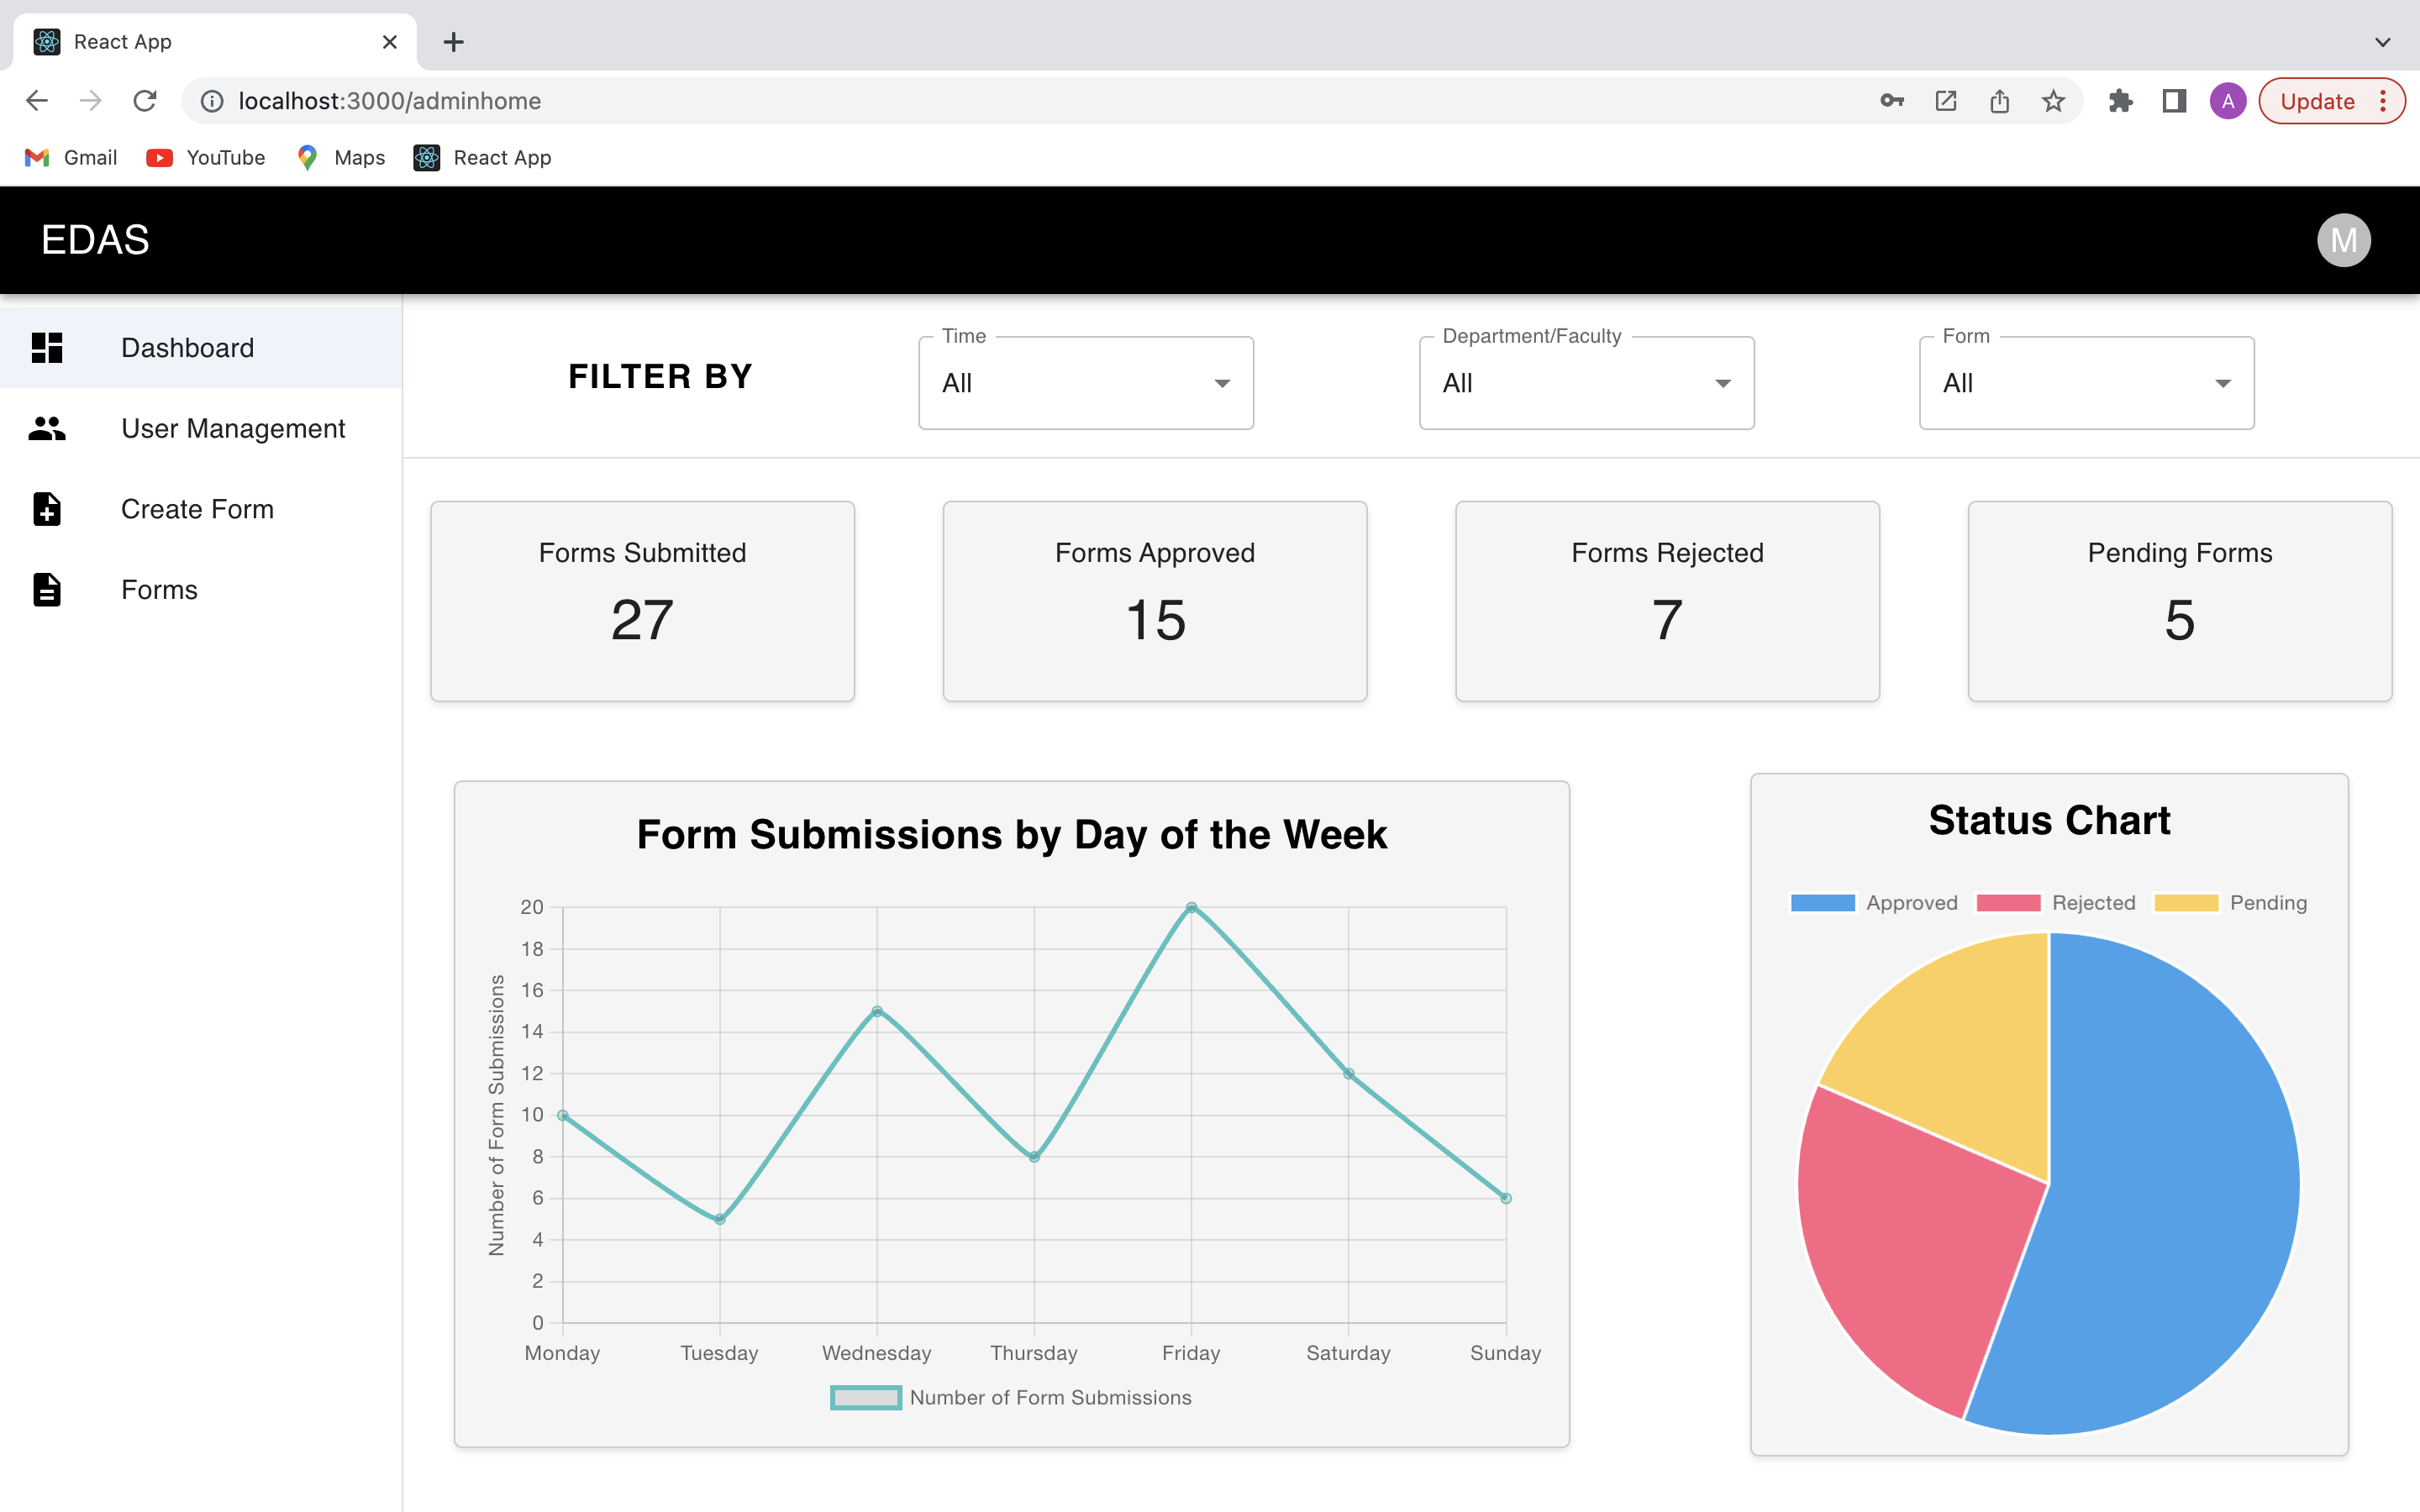 React App
localhost:3000/adminhome
A
Update
Gmail
YouTube
Maps
React App
EDAS
M
Dashboard
User Management
Create Form
Forms
FILTER BY
Time
All
Department/Faculty
All
Form
All
Forms Submitted
27
Forms Approved
15
Forms Rejected
7
Pending Forms
5
Form Submissions by Day of the Week
Number of Form Submissions
20
18
16
14
12
10
8
6
4
2
0
Monday
Tuesday
Wednesday
Thursday
Friday
Saturday
Sunday
Number of Form Submissions
Status Chart
Approved
Rejected
Pending